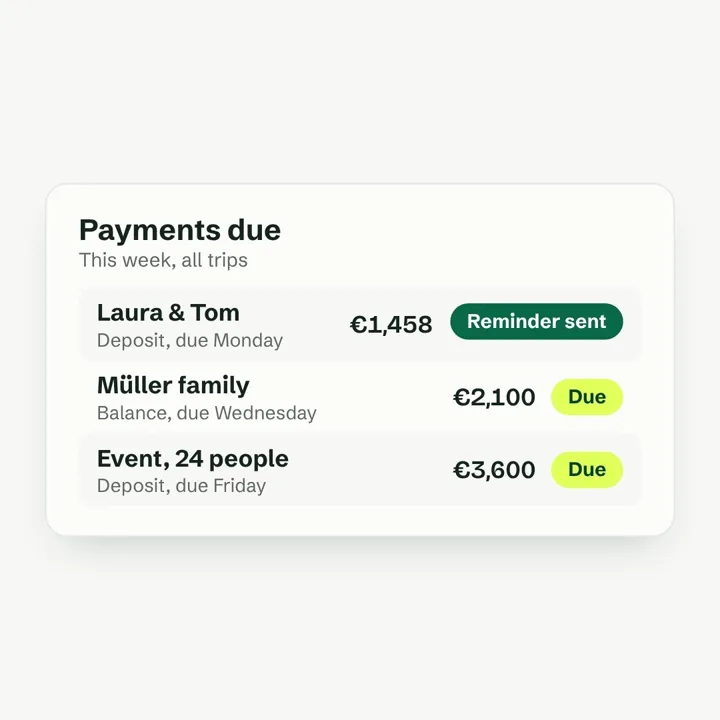 Payments due
This week, all trips
Laura & Tom
Deposit, due Monday
€1,458
Reminder sent
Müller family
Balance, due Wednesday
€2,100
Due
Event, 24 people
Deposit, due Friday
€3,600
Due